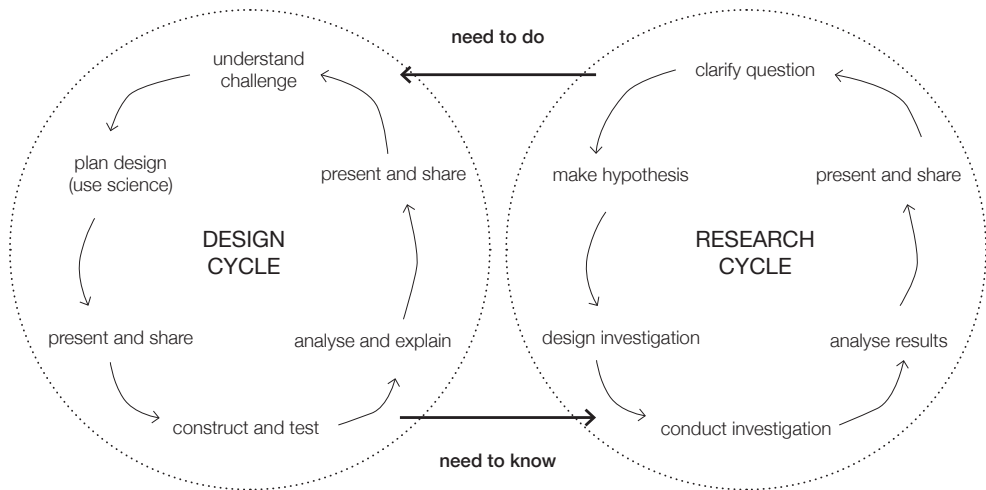 need to do
understand
challenge
plan design
(use science)
present and share
DESIGN
CYCLE
present and share
analyse and explain
construct and test
clarify question
make hypothesis
present and share
RESEARCH
CYCLE
design investigation
analyse results
conduct investigation
need to know